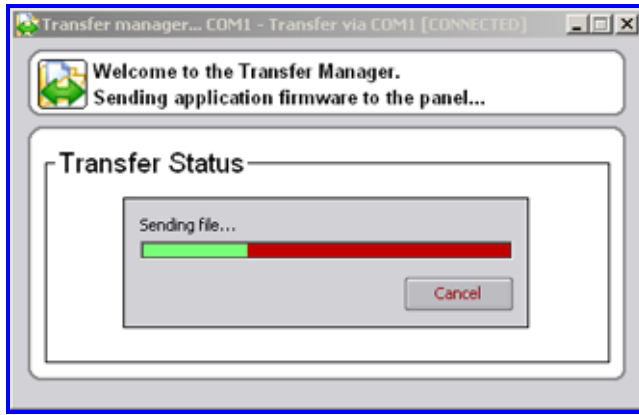 Transfer manager... COM1 - Transfer via COM1 [CONNECTED]
Welcome to the Transfer Manager.
Sending application firmware to the panel...
Transfer Status
Sending file...
Cancel